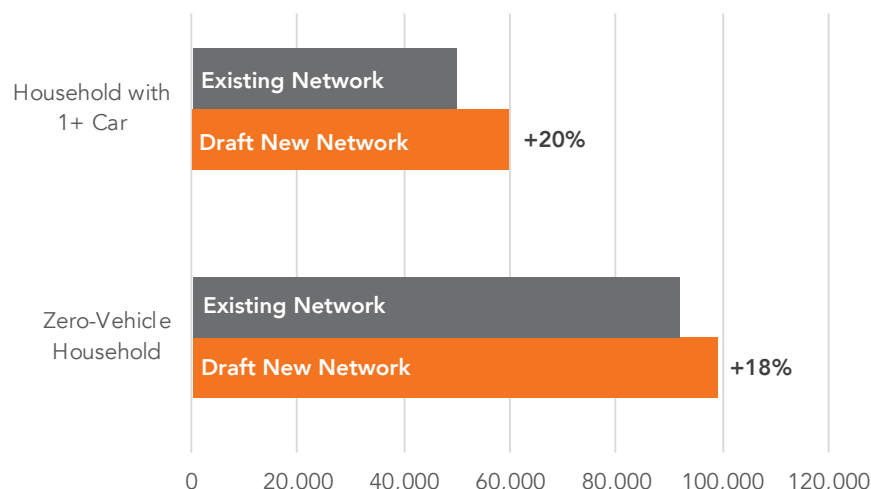 Household with
1+ Car
Existing Network
Draft New Network
+20%
Zero-Vehicle
Household
Existing Network
Draft New Network
+18%
0 20,000 40,000 60,000 80,000 100,000 120,000